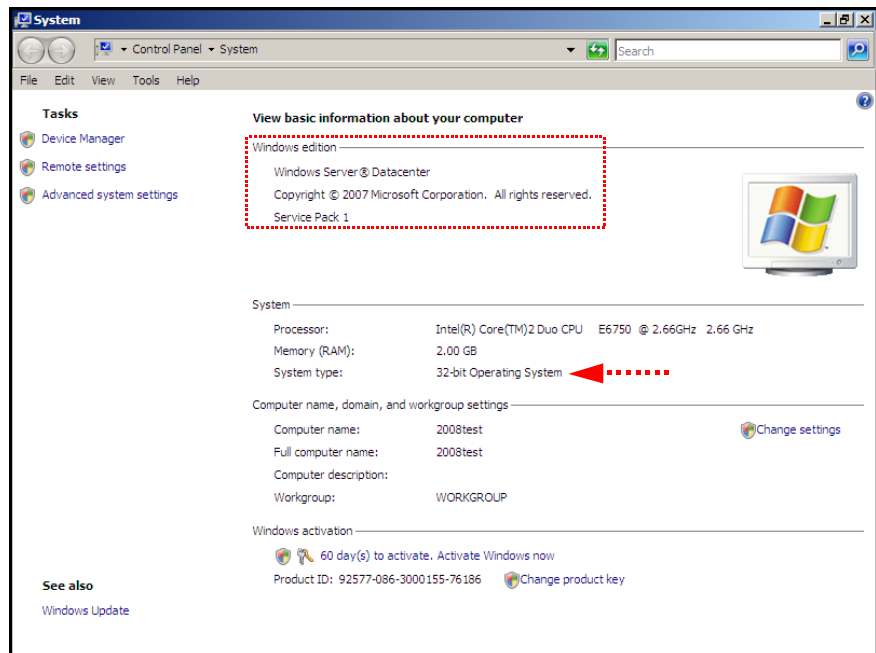 System
Control Panel System
Search
File Edit View Tools Help
Tasks
Device Manager
Remote settings
Advanced system settings
See also
Windows Update
View basic information about your computer
Windows edition
Windows Server® Datacenter
Copyright © 2007 Microsoft Corporation. All rights reserved.
Service Pack 1
System
Processor: Intel(R) Core(TM)2 Duo CPU E6750 @ 2.66GHz 2.66 GHz
Memory (RAM): 2.00 GB
System type: 32-bit Operating System
Computer name, domain, and workgroup settings
Computer name: 2008test
Change settings
Full computer name: 2008test
Computer description:
Workgroup: WORKGROUP
Windows activation
60 day(s) to activate. Activate Windows now
Product ID: 92577-086-3000155-76186 Change product key